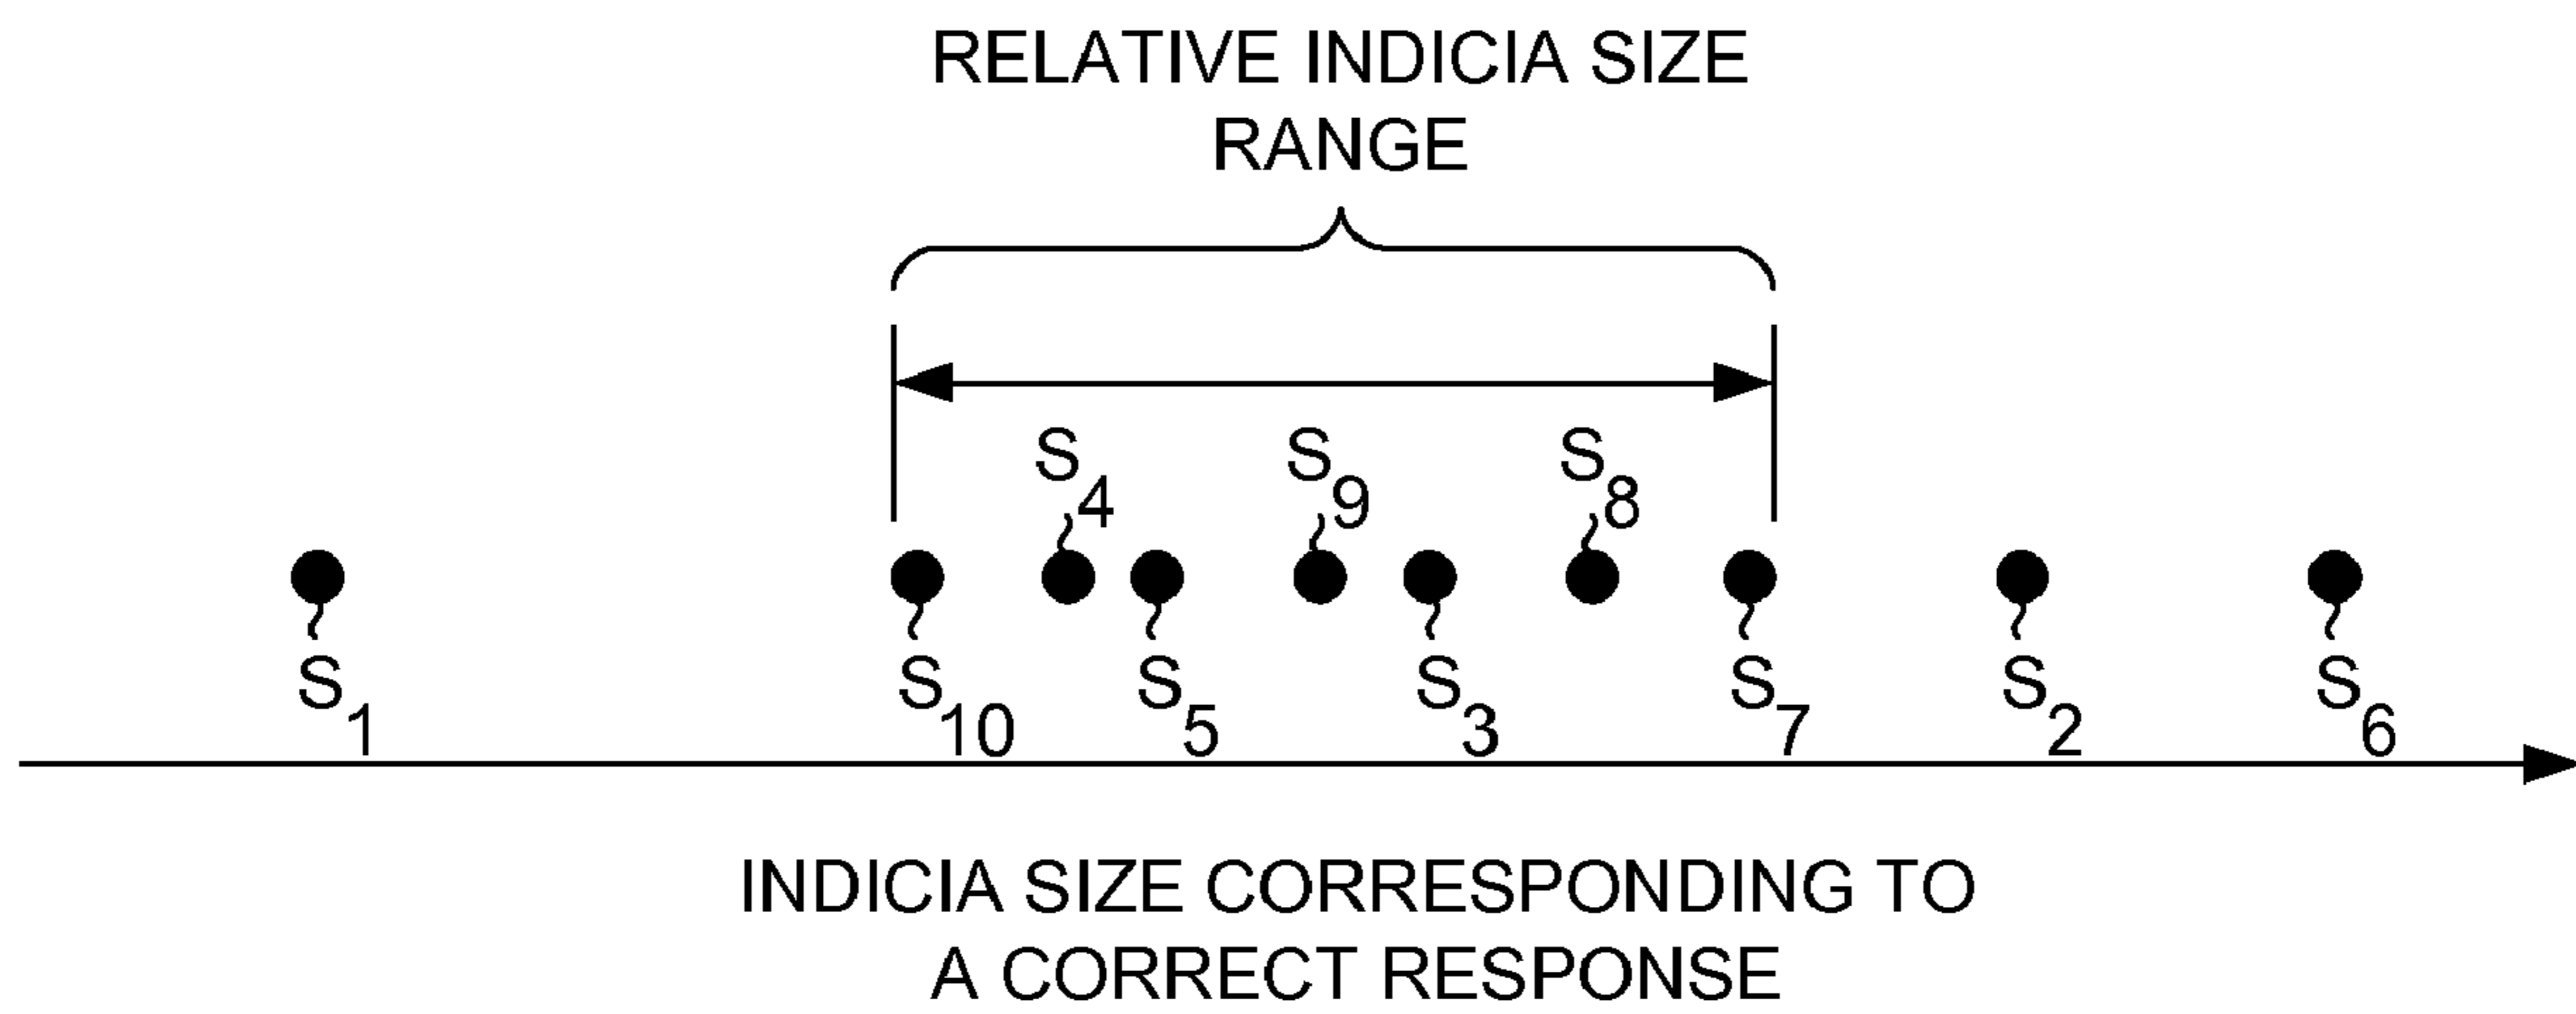 RELATIVE INDICIA SIZE
RANGE
S4 S9 S8
S1 S10 S5 S3 S7 S2 S6
INDICIA SIZE CORRESPONDING TO
A CORRECT RESPONSE